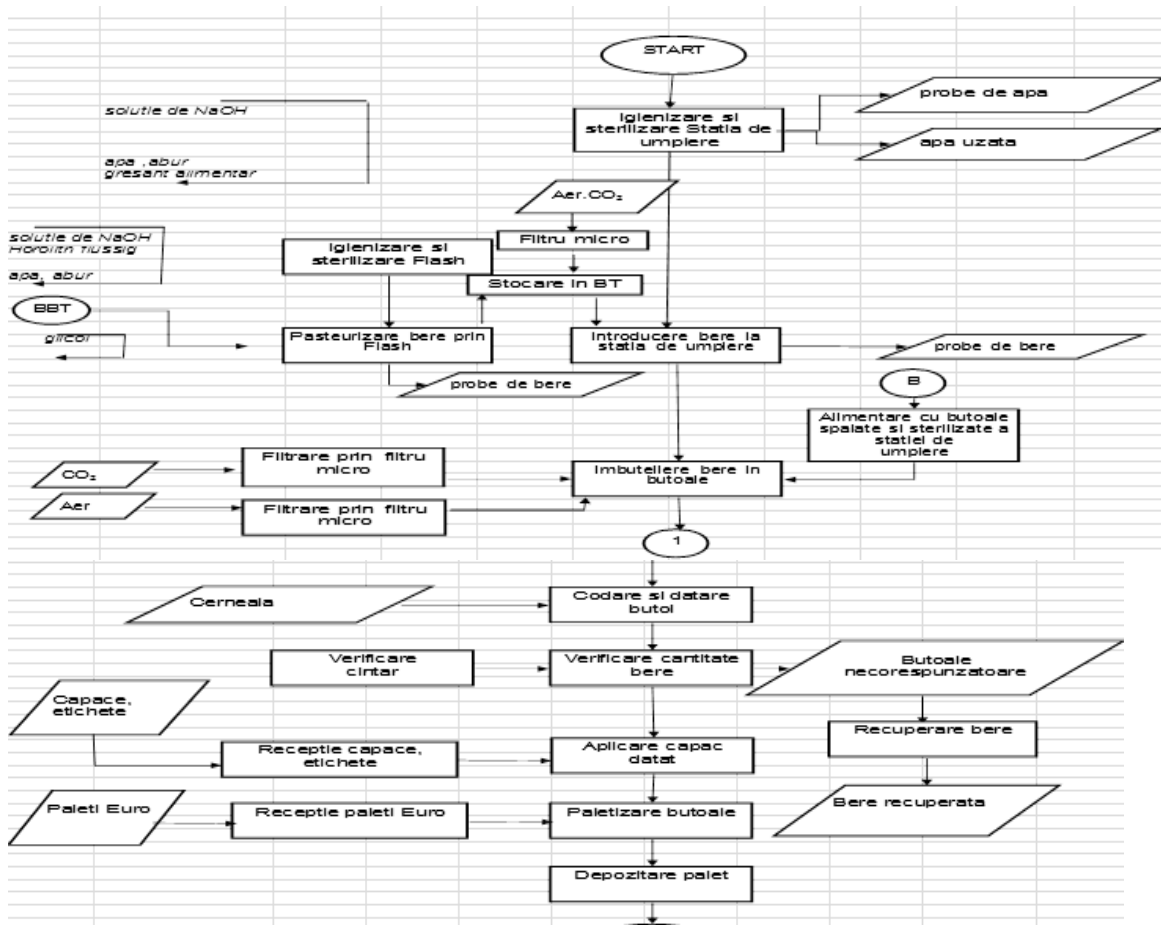 START
probe de apa
solutie de NaOH
Igienizare si
sterilizare Statia de
umplere
apa uzata
apa ,abur
gresant alimentar
Aer.CO₂
solutie de NaOH
Horolith flussig
Filtru micro
Igienizare si
sterilizare Flash
apa, abur
Stocare in BT
BBT
Pasteurizare bere prin
Flash
Introducere bere la
statia de umplere
glicol
probe de bere
probe de bere
B
Alimentare cu butoaie
spalate si sterilizate a
statiei de
umplere
Filtrare prin filtru
micro
CO₂
Imbuteliere bere in
butoaie
Aer
Filtrare prin filtru
micro
1
Cerneala
Codare si datare
butoi
Verificare
cintar
Verificare cantitate
bere
Butoaie
necorespunzatoare
Capace,
etichete
Recuperare bere
Receptie capace,
etichete
Aplicare capac
datat
Paleti Euro
Receptie paleti Euro
Paletizare butoaie
Bere recuperata
Depozitare palet